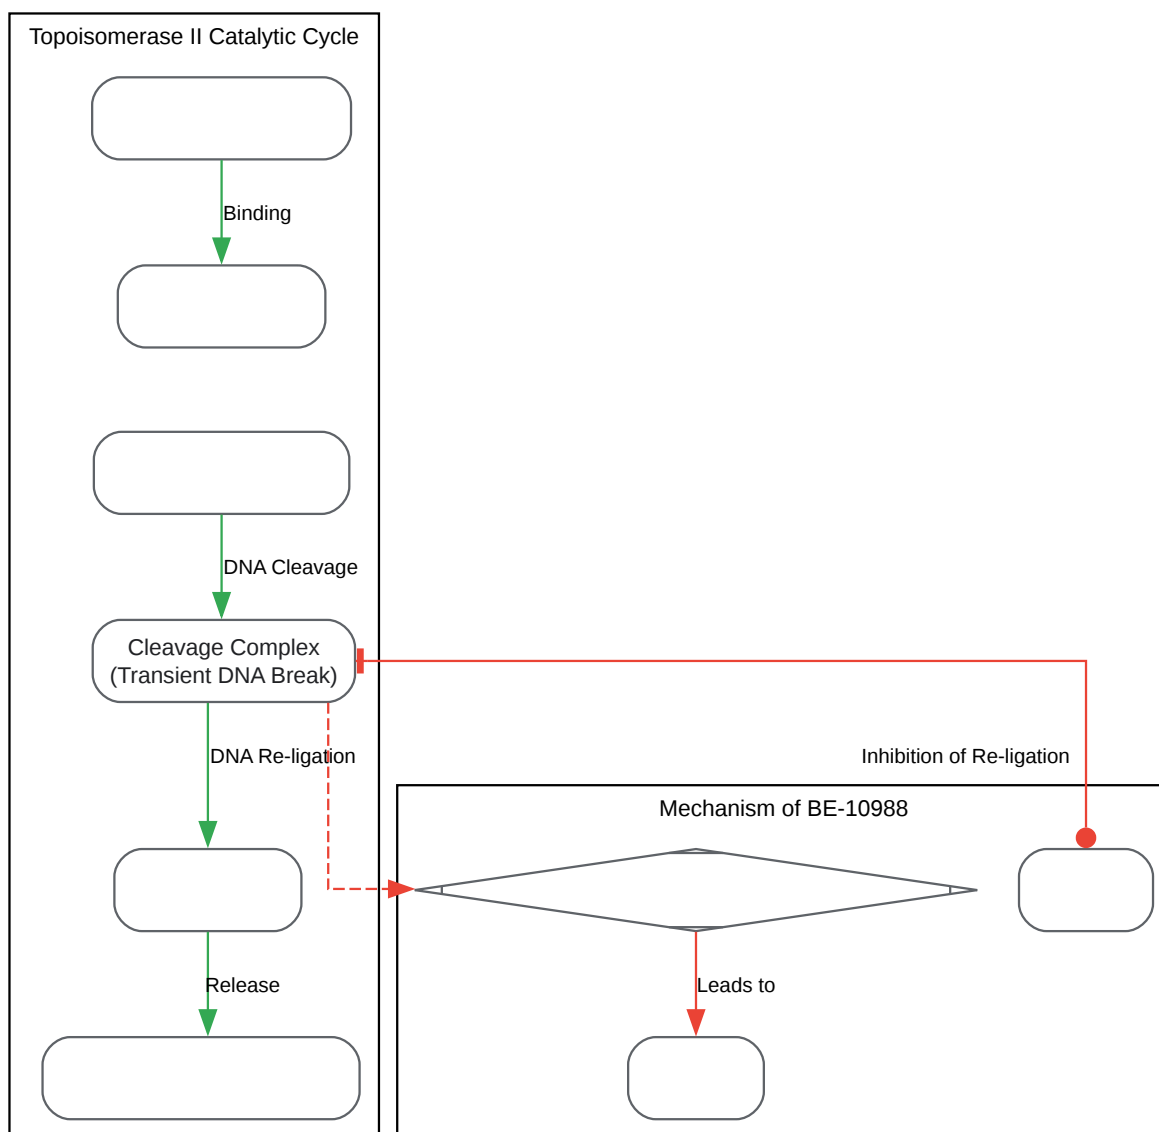 Topoisomerase II Catalytic Cycle
Binding
DNA Cleavage
Cleavage Complex
(Transient DNA Break)
DNA Re-ligation
Inhibition of Re-ligation
Mechanism of BE-10988
Release
Leads to